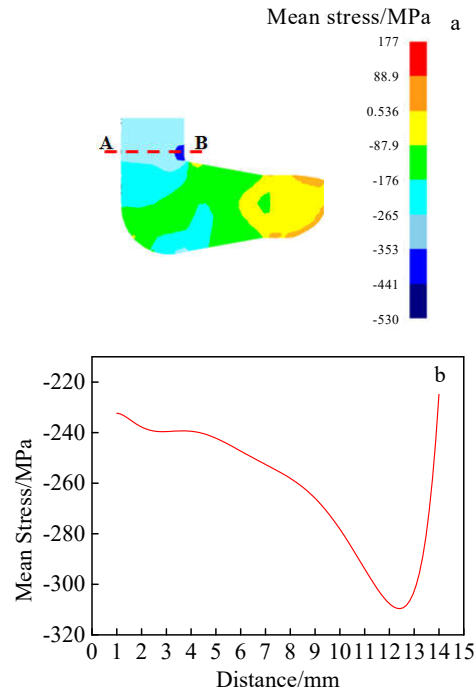 Mean stress/MPa a
177
88.9
0.536
-87.9
-176
-265
-353
-441
-530
A B
b
-220
-240
-260
-280
-300
-320
Mean Stress/MPa
0 1 2 3 4 5 6 7 8 9 10 11 12 13 14 15
Distance/mm